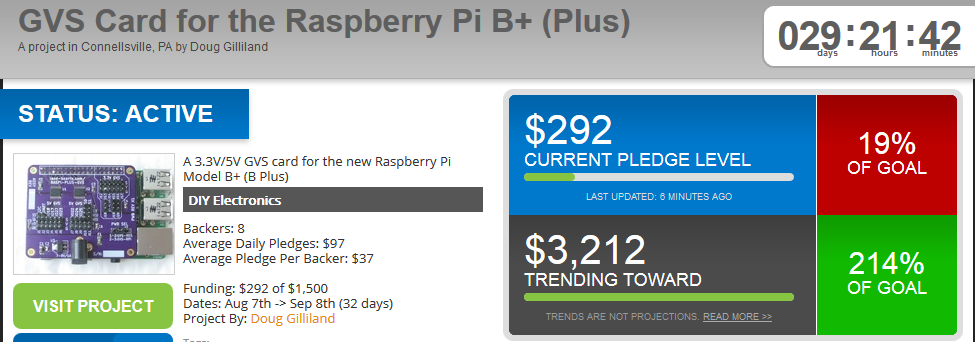 GVS Card for the Raspberry Pi B+ (Plus)
A project in Connellsville, PA by Doug Gilliland
029:21:42
days hours minutes
STATUS: ACTIVE
A 3.3V/5V GVS card for the new Raspberry Pi
Model B+ (B Plus)
DIY Electronics
Backers: 8
Average Daily Pledges: $97
Average Pledge Per Backer: $37
Funding: $292 of $1,500
Dates: Aug 7th -> Sep 8th (32 days)
Project By: Doug Gilliland
VISIT PROJECT
$292
CURRENT PLEDGE LEVEL
LAST UPDATED: 6 MINUTES AGO
19%
OF GOAL
$3,212
TRENDING TOWARD
TRENDS ARE NOT PROJECTIONS. READ MORE >>
214%
OF GOAL